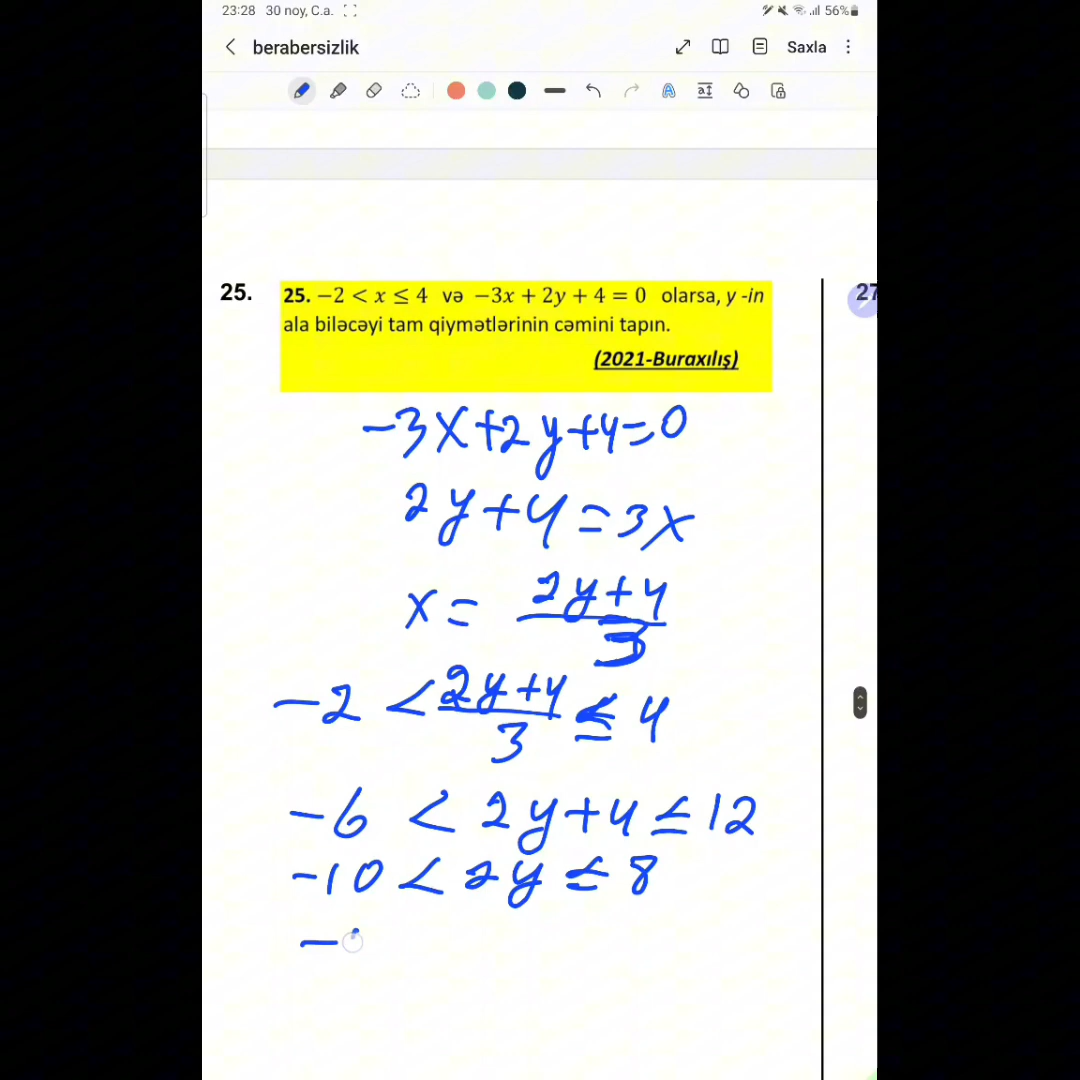 23:28 30 noy, C.a. 56%
berabersizlik Saxla
25. 25. −2 < x ≤ 4 və −3x + 2y + 4 = 0 olarsa, y -in
ala biləcəyi tam qiymətlərinin cəmini tapın.
(2021-Buraxılış)
27
-3x+2y+4=0
2y+4=3x
x = 2y+4/3
-2 < 2y+4/3 ≤ 4
-6 < 2y+4 ≤ 12
-10 < 2y ≤ 8
-